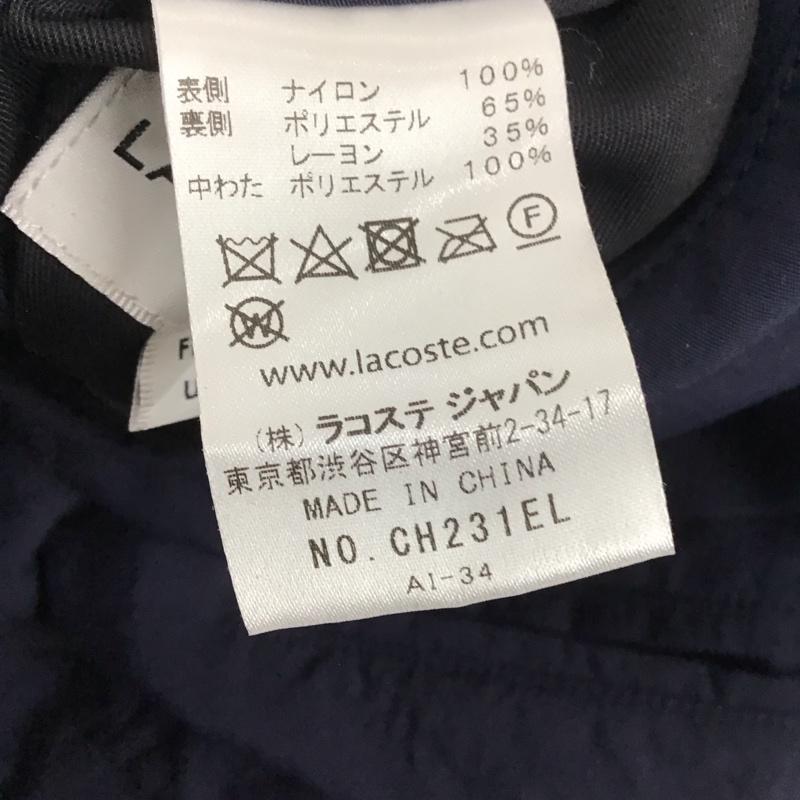 表側 ナイロン 100%
裏側 ポリエステル 65%
レーヨン 35%
中わた ポリエステル 100%
F
W
www.lacoste.com
(株) ラコステ ジャパン
東京都渋谷区神宮前2-34-17
MADE IN CHINA
NO. CH231EL
AI-34